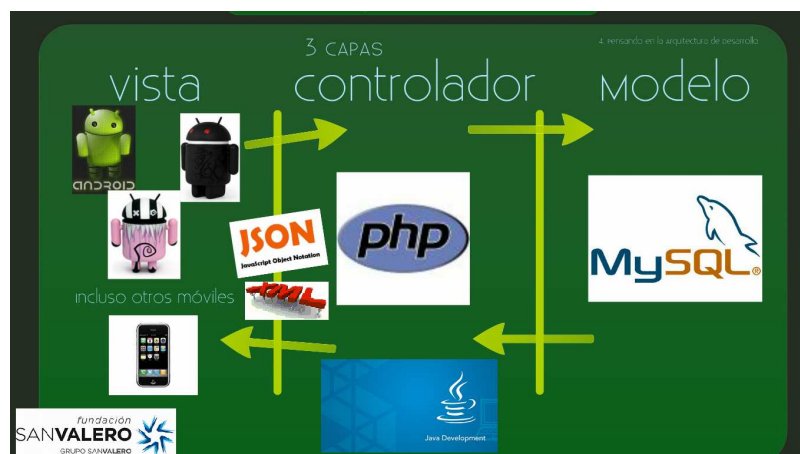 3 CAPAS
4. Pensando en la arquitectura de desarrollo
vista
controlador
Modelo
ANDROID
JSON
JavaScript Object Notation
XML
php
MySQL®
incluso otros móviles
Java Development
fundación
SANVALERO
GRUPO SANVALERO